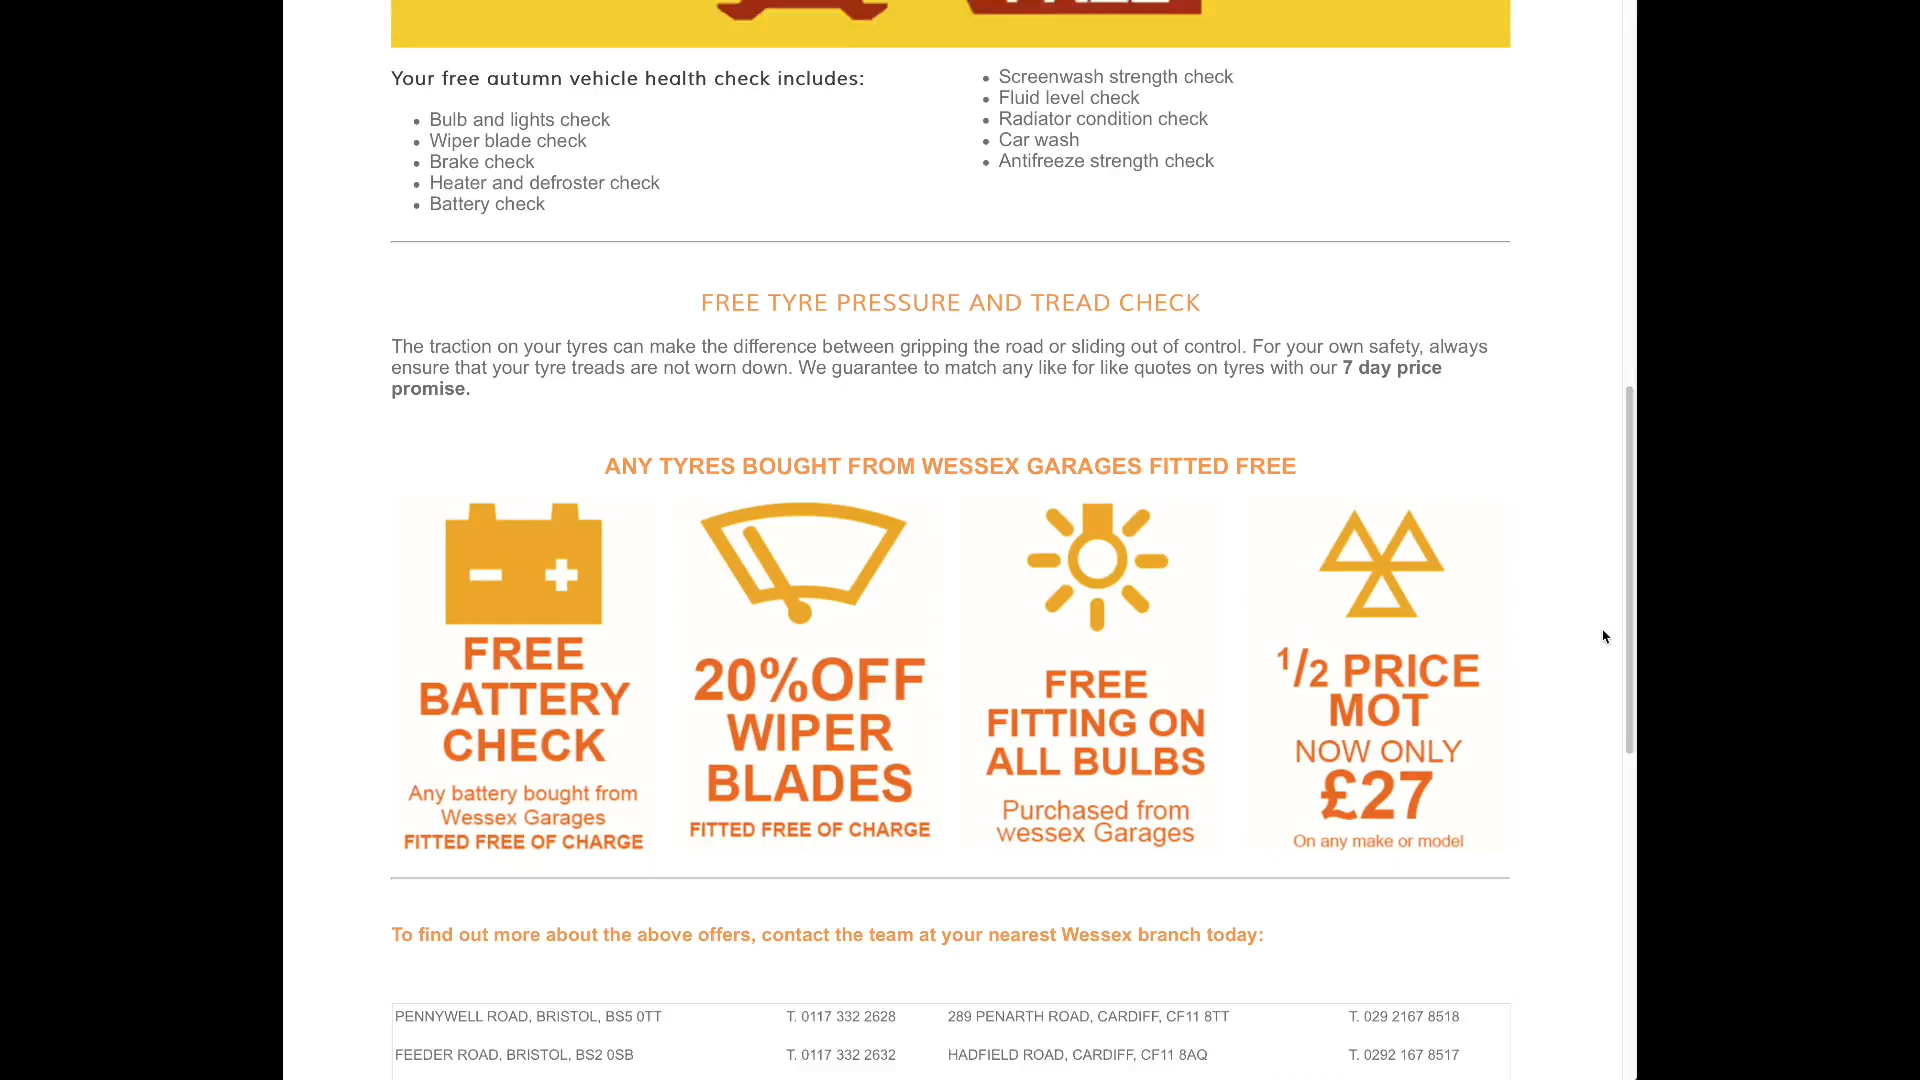 Your free autumn vehicle health check includes:
Bulb and lights check
Wiper blade check
Brake check
Heater and defroster check
Battery check
Screenwash strength check
Fluid level check
Radiator condition check
Car wash
Antifreeze strength check
FREE TYRE PRESSURE AND TREAD CHECK
The traction on your tyres can make the difference between gripping the road or sliding out of control. For your own safety, always
ensure that your tyre treads are not worn down. We guarantee to match any like for like quotes on tyres with our 7 day price
promise.
ANY TYRES BOUGHT FROM WESSEX GARAGES FITTED FREE
FREE
BATTERY
CHECK
Any battery bought from
Wessex Garages
FITTED FREE OF CHARGE
20%OFF
WIPER
BLADES
FITTED FREE OF CHARGE
FREE
FITTING ON
ALL BULBS
Purchased from
wessex Garages
1/2 PRICE
MOT
NOW ONLY
£27
On any make or model
To find out more about the above offers, contact the team at your nearest Wessex branch today:
PENNYWELL ROAD, BRISTOL, BS5 0TT T. 0117 332 2628 289 PENARTH ROAD, CARDIFF, CF11 8TT T. 029 2167 8518
FEEDER ROAD, BRISTOL, BS2 0SB T. 0117 332 2632 HADFIELD ROAD, CARDIFF, CF11 8AQ T. 0292 167 8517